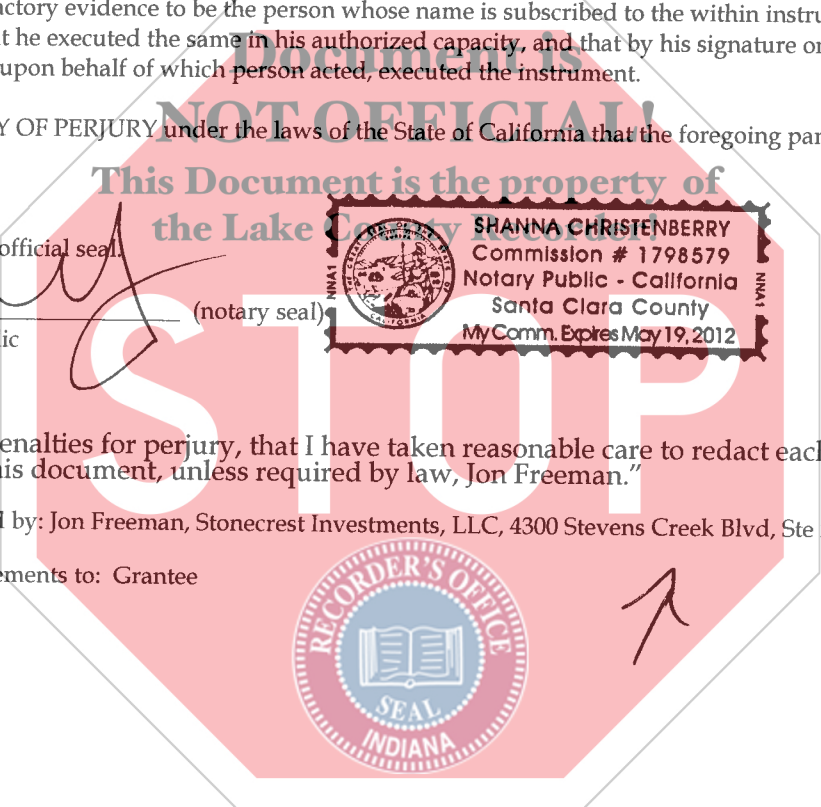 actory evidence to be the person whose name is subscribed to the within instru
t he executed the same in his authorized capacity, and that by his signature on
upon behalf of which person acted, executed the instrument.
Document is
NOT OFFICIAL!
Y OF PERJURY under the laws of the State of California that the foregoing par
This Document is the property of
the Lake County Recorder!
official seal.
SHANNA CHRISTENBERRY
Commission # 1798579
Notary Public - California
Santa Clara County
My Comm. Expires May 19, 2012
NNA1
NNA1
(notary seal)
ic
STOP
enalties for perjury, that I have taken reasonable care to redact each
is document, unless required by law, Jon Freeman.”
l by: Jon Freeman, Stonecrest Investments, LLC, 4300 Stevens Creek Blvd, Ste
ements to: Grantee
RECORDER'S OFFICE
SEAL
INDIANA